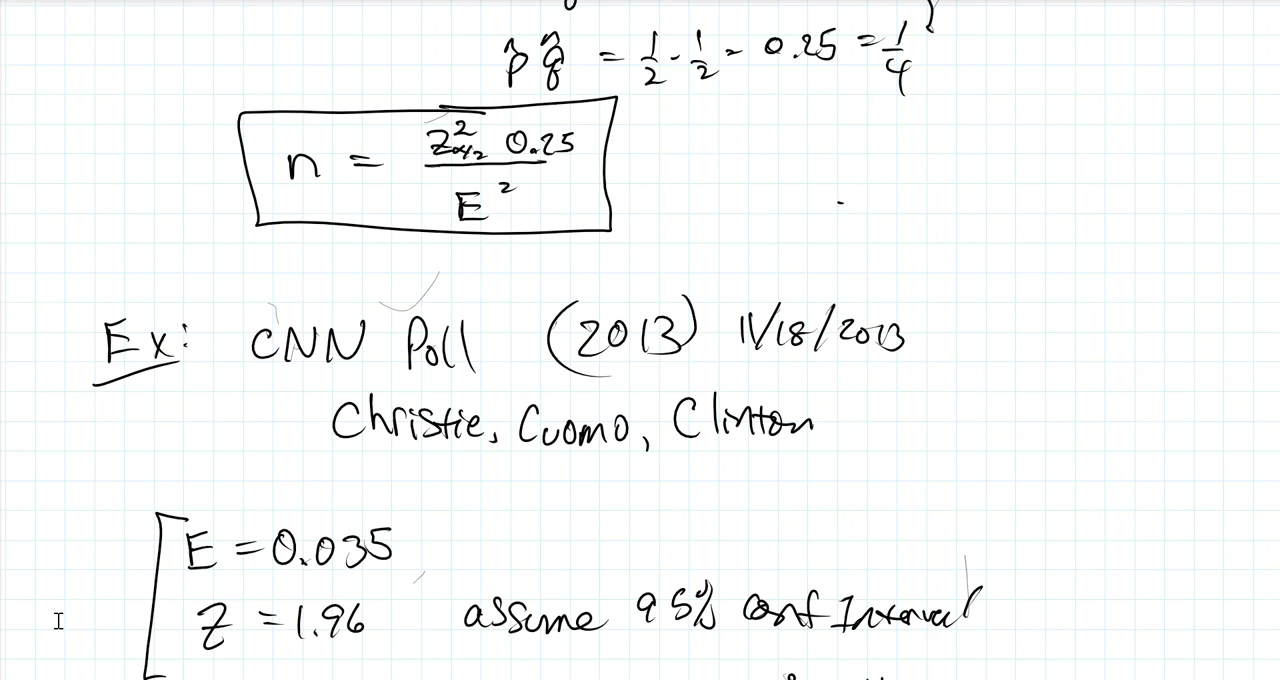 p̂ q̂ = 1/2 · 1/2 = 0.25 = 1/4
n = Z²α/2 0.25 / E²
Ex: CNN Poll (2013) 11/18/2013
Christie, Cuomo, Clinton
E = 0.035
Z = 1.96 assume 95% conf Interval